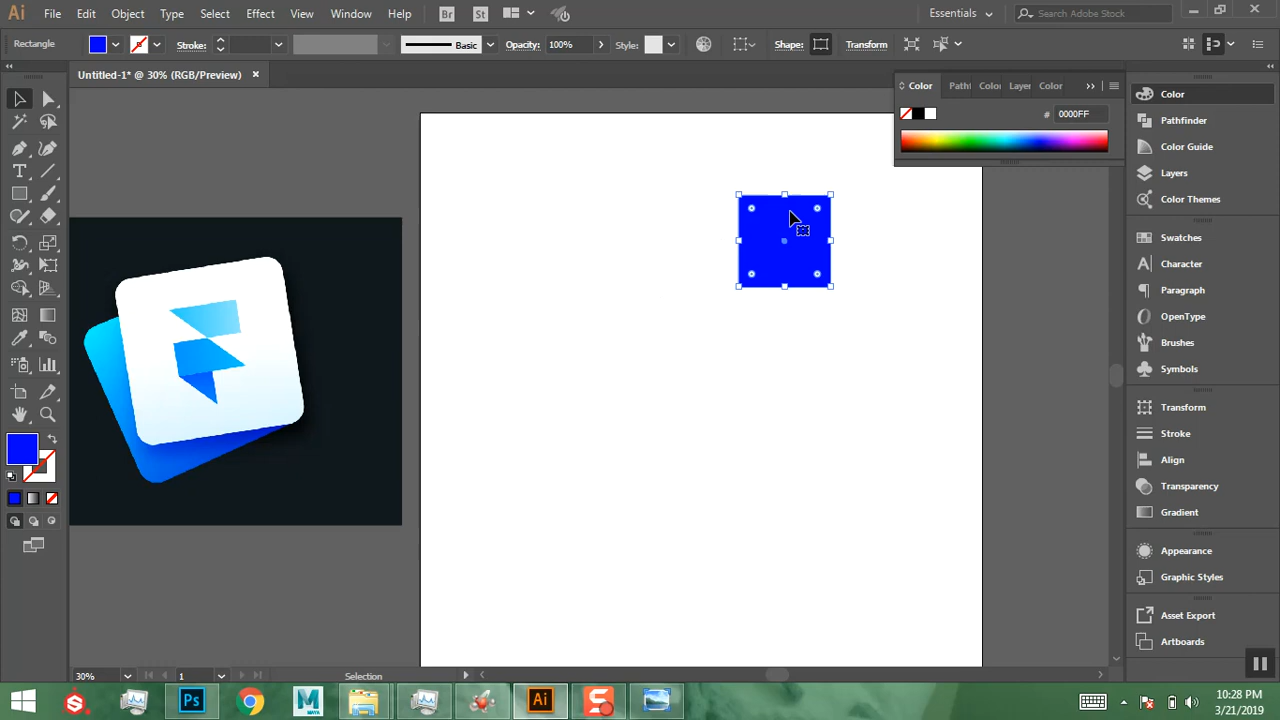 Ai File Edit Object Type Select Effect View Window Help Br St Essentials Search Adobe Stock
Rectangle Stroke: Basic Opacity: 100% Style: Shape: Transform
Untitled-1* @ 30% (RGB/Preview)
Color Path Color Laye Color
# 0000FF
Color
Pathfinder
Color Guide
Layers
Color Themes
Swatches
Character
Paragraph
OpenType
Brushes
Symbols
Transform
Stroke
Align
Transparency
Gradient
Appearance
Graphic Styles
Asset Export
Artboards
30% 1 Selection
Ps M MAYA Ai S
10:28 PM
3/21/2019